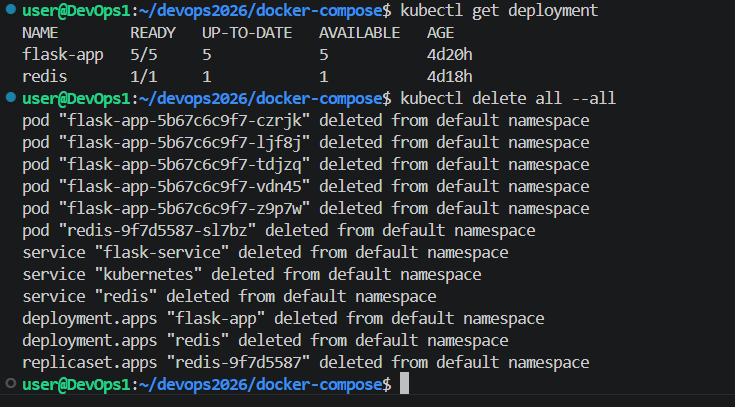 user@DevOps1:~/devops2026/docker-compose$ kubectl get deployment
NAME        READY   UP-TO-DATE   AVAILABLE   AGE
flask-app   5/5     5            5           4d20h
redis       1/1     1            1           4d18h
user@DevOps1:~/devops2026/docker-compose$ kubectl delete all --all
pod "flask-app-5b67c6c9f7-czrjk" deleted from default namespace
pod "flask-app-5b67c6c9f7-ljf8j" deleted from default namespace
pod "flask-app-5b67c6c9f7-tdjzq" deleted from default namespace
pod "flask-app-5b67c6c9f7-vdn45" deleted from default namespace
pod "flask-app-5b67c6c9f7-z9p7w" deleted from default namespace
pod "redis-9f7d5587-sl7bz" deleted from default namespace
service "flask-service" deleted from default namespace
service "kubernetes" deleted from default namespace
service "redis" deleted from default namespace
deployment.apps "flask-app" deleted from default namespace
deployment.apps "redis" deleted from default namespace
replicaset.apps "redis-9f7d5587" deleted from default namespace
user@DevOps1:~/devops2026/docker-compose$